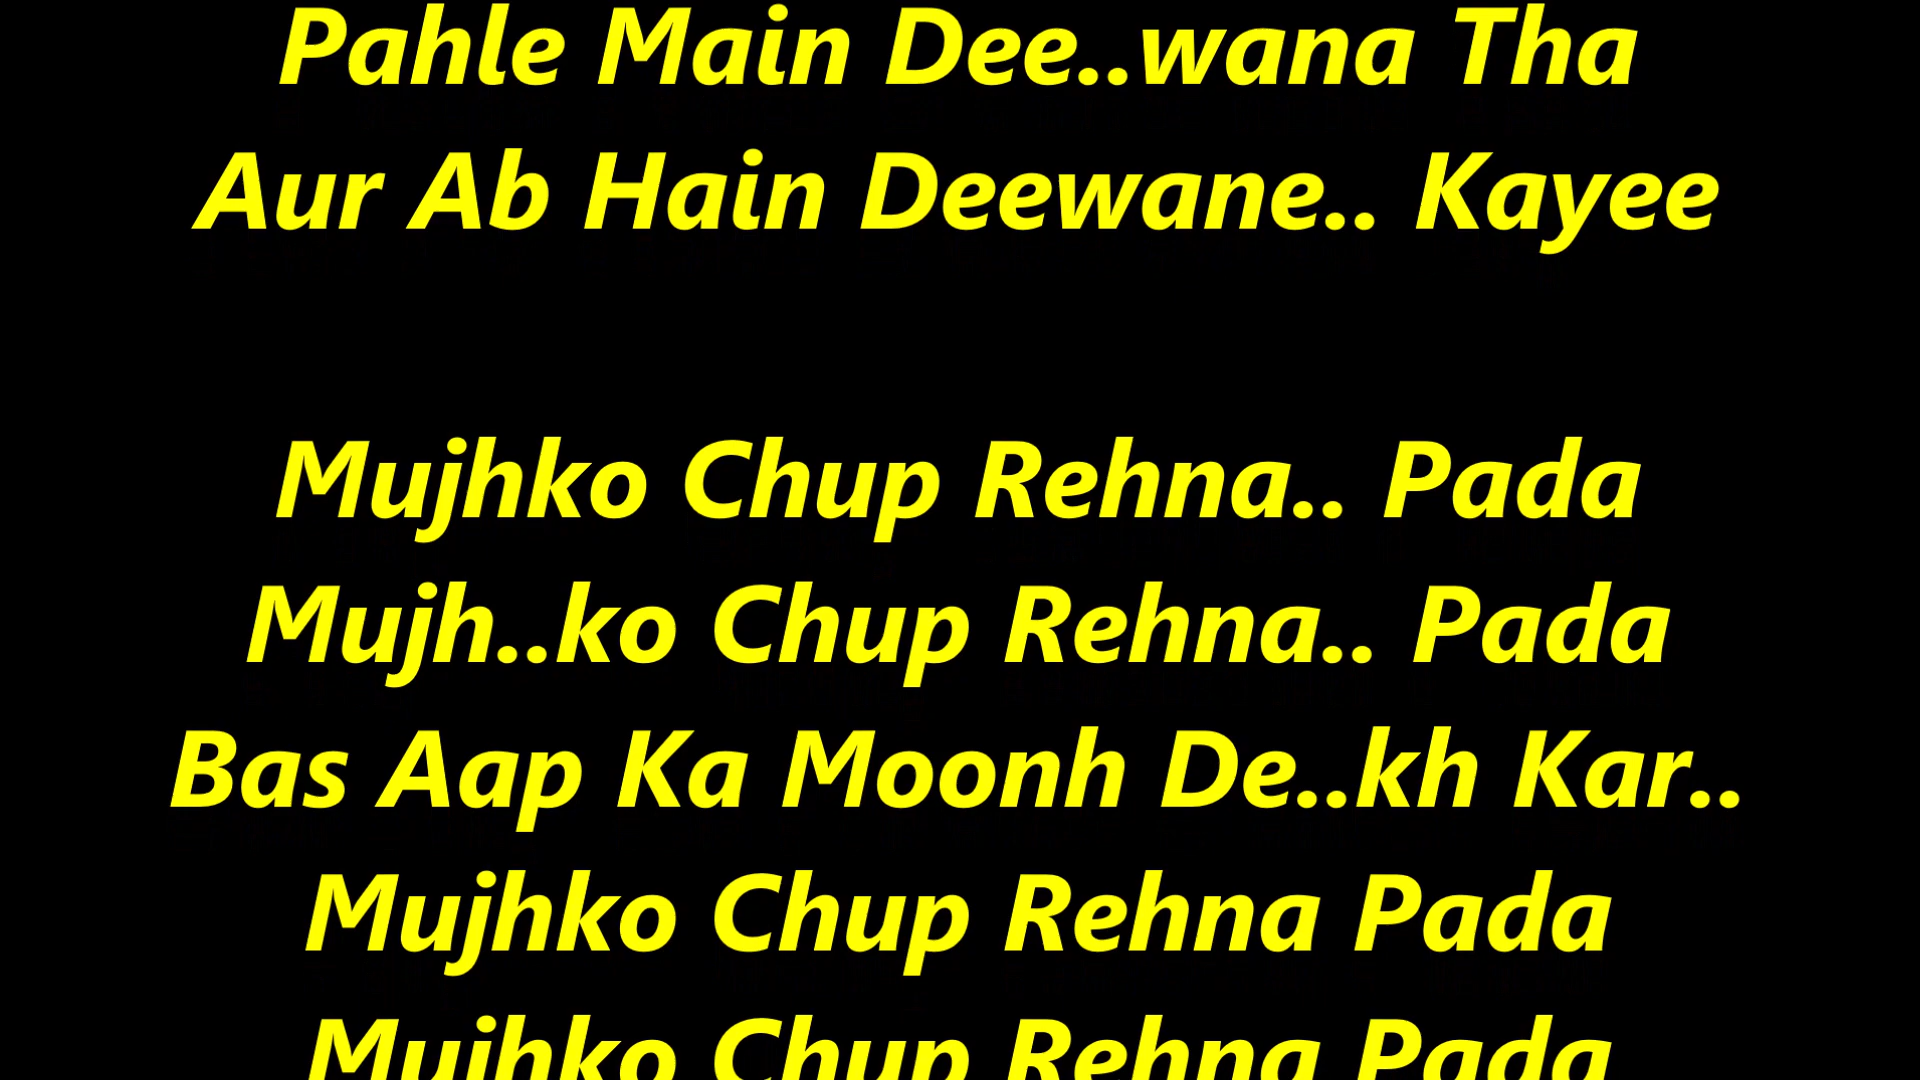 Pahle Main Dee..wana Tha
Aur Ab Hain Deewane.. Kayee
Mujhko Chup Rehna.. Pada
Mujh..ko Chup Rehna.. Pada
Bas Aap Ka Moonh De..kh Kar..
Mujhko Chup Rehna Pada
Mujhko Chup Rehna Pada